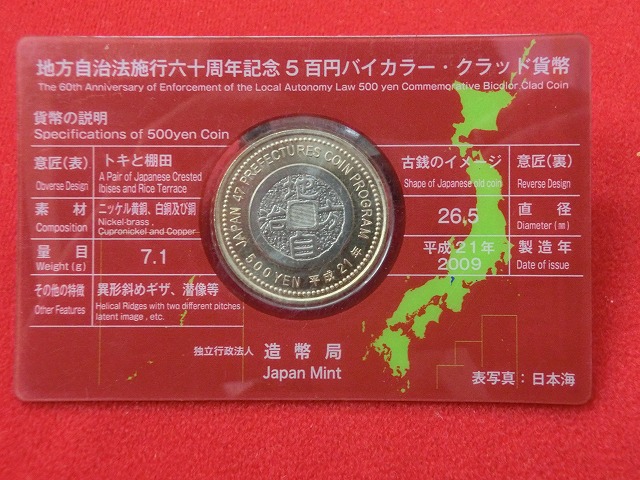 地方自治法施行六十周年記念5百円バイカラー・クラッド貨幣
The 60th Anniversary of Enforcement of the Local Autonomy Law 500 yen Commemorative Bicolor Clad Coin
貨幣の説明
Specifications of 500yen Coin
意匠(表) トキと棚田
Obverse Design A Pair of Japanese Crested
Ibises and Rice Terrace
素材 ニッケル黄銅、白銅及び銅
Composition Nickel-brass,
Cupronickel and Copper
量目 7.1
Weight (g)
その他の特徴 異形斜めギザ、潜像等
Other Features Helical Ridges with two different pitches
latent image, etc.
JAPAN 47 PREFECTURES COIN PROGRAM
500 YEN 平成21年
古銭のイメージ 意匠(裏)
Shape of Japanese old coin Reverse Design
26.5 直径
Diameter (㎜)
平成21年 製造年
2009 Date of issue
独立行政法人 造幣局
Japan Mint
表写真:日本海